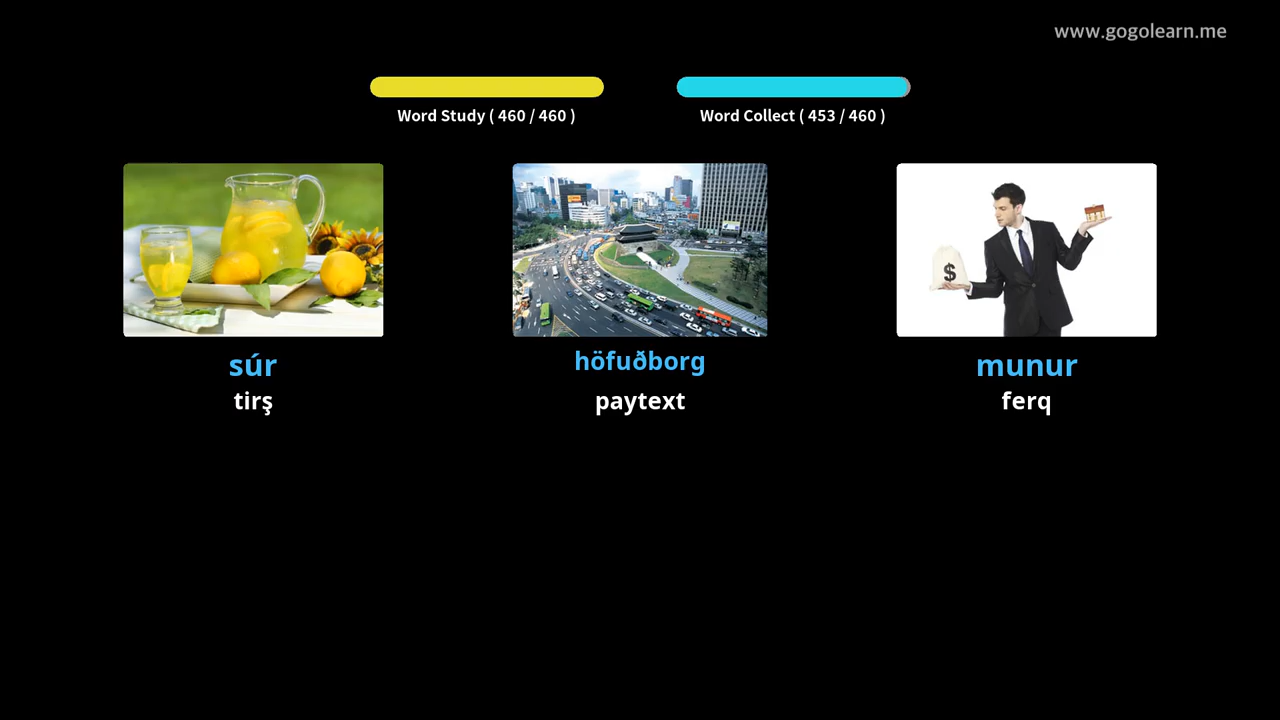 www.gogolearn.me
Word Study ( 460 / 460 )
Word Collect ( 453 / 460 )
súr
höfuðborg
munur
tirş
paytext
ferq